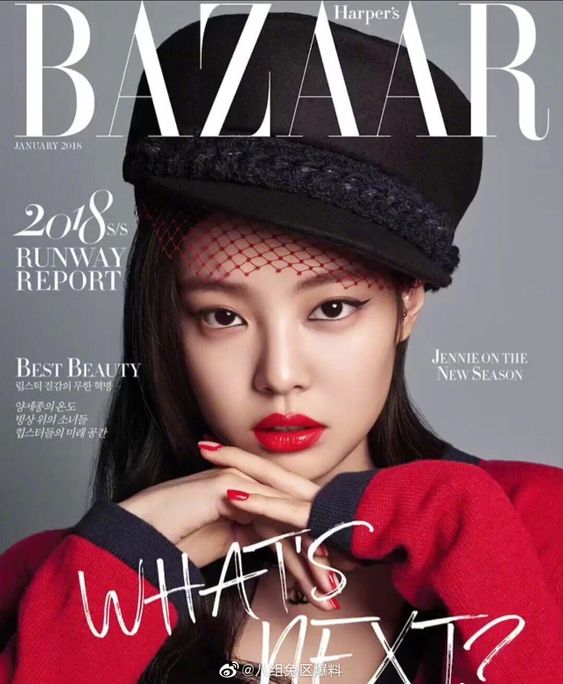 BAZAAR
Harper's
JANUARY 2018
2018 S/S
RUNWAY
REPORT
BEST BEAUTY
립스틱 질감의 무한 혁명
양세종의 온도
빙상 위의 소녀들
힙스터들의 미래 공간
JENNIE ON THE
NEW SEASON
WHAT'S
NEXT?
@八组兔区爆料